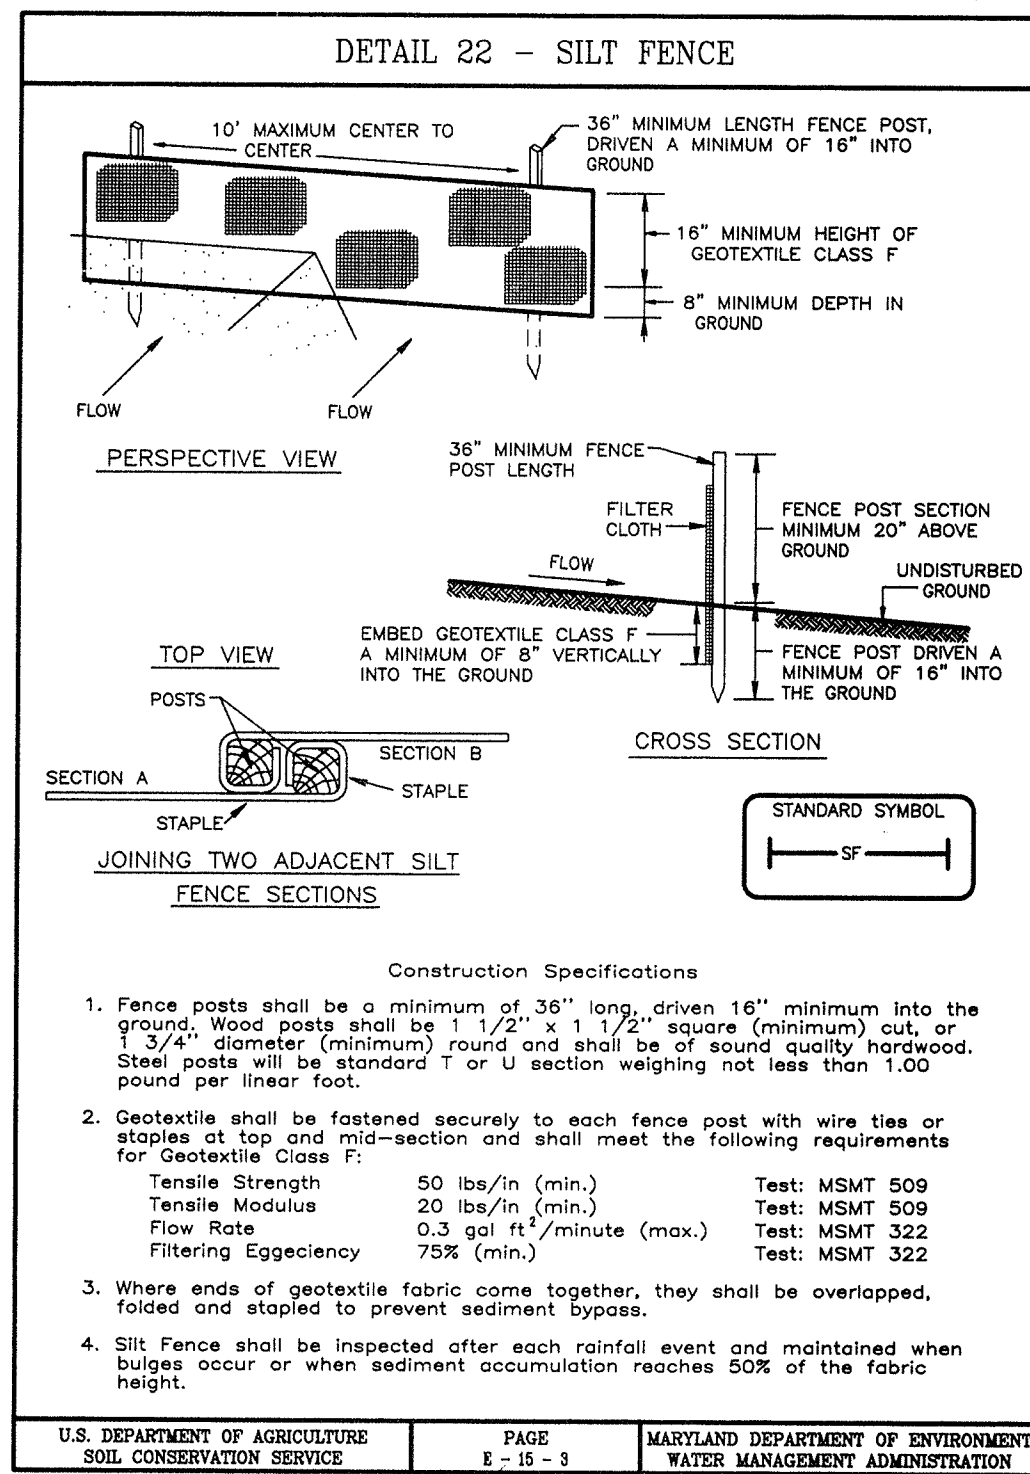 DETAIL 22 - SILT FENCE
10' MAXIMUM CENTER TO
CENTER
36" MINIMUM LENGTH FENCE POST,
DRIVEN A MINIMUM OF 16" INTO
GROUND
16" MINIMUM HEIGHT OF
GEOTEXTILE CLASS F
8" MINIMUM DEPTH IN
GROUND
FLOW
FLOW
PERSPECTIVE VIEW
36" MINIMUM FENCE
POST LENGTH
FILTER
CLOTH
FENCE POST SECTION
MINIMUM 20" ABOVE
GROUND
FLOW
UNDISTURBED
GROUND
EMBED GEOTEXTILE CLASS F
A MINIMUM OF 8" VERTICALLY
INTO THE GROUND
FENCE POST DRIVEN A
MINIMUM OF 16" INTO
THE GROUND
CROSS SECTION
TOP VIEW
POSTS
SECTION B
SECTION A
STAPLE
STAPLE
JOINING TWO ADJACENT SILT
FENCE SECTIONS
STANDARD SYMBOL
SF
Construction Specifications
1. Fence posts shall be a minimum of 36" long, driven 16" minimum into the
ground. Wood posts shall be 1 1/2" x 1 1/2" square (minimum) cut, or
1 3/4" diameter (minimum) round and shall be of sound quality hardwood.
Steel posts will be standard T or U section weighing not less than 1.00
pound per linear foot.
2. Geotextile shall be fastened securely to each fence post with wire ties or
staples at top and mid-section and shall meet the following requirements
for Geotextile Class F:
Tensile Strength 50 lbs/in (min.) Test: MSMT 509
Tensile Modulus 20 lbs/in (min.) Test: MSMT 509
Flow Rate 0.3 gal ft²/minute (max.) Test: MSMT 322
Filtering Eggeciency 75% (min.) Test: MSMT 322
3. Where ends of geotextile fabric come together, they shall be overlapped,
folded and stapled to prevent sediment bypass.
4. Silt Fence shall be inspected after each rainfall event and maintained when
bulges occur or when sediment accumulation reaches 50% of the fabric
height.
U.S. DEPARTMENT OF AGRICULTURE
SOIL CONSERVATION SERVICE
PAGE
E - 15 - 3
MARYLAND DEPARTMENT OF ENVIRONMENT
WATER MANAGEMENT ADMINISTRATION